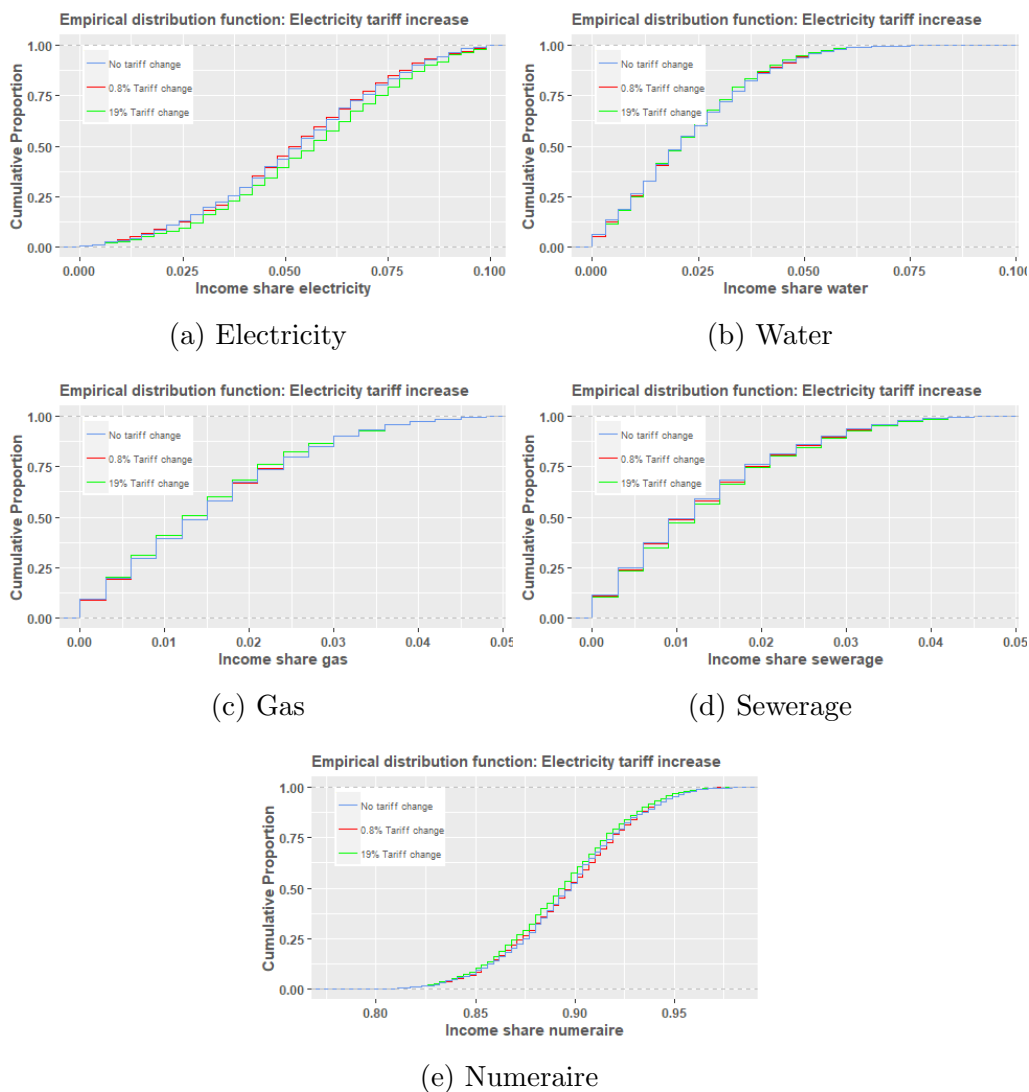 Empirical distribution function: Electricity tariff increase
Cumulative Proportion
1.00
0.75
0.50
0.25
0.00
No tariff change
0.8% Tariff change
19% Tariff change
0.000 0.025 0.050 0.075 0.100
Income share electricity
(a) Electricity
Empirical distribution function: Electricity tariff increase
Cumulative Proportion
1.00
0.75
0.50
0.25
0.00
No tariff change
0.8% Tariff change
19% Tariff change
0.000 0.025 0.050 0.075 0.100
Income share water
(b) Water
Empirical distribution function: Electricity tariff increase
Cumulative Proportion
1.00
0.75
0.50
0.25
0.00
No tariff change
0.8% Tariff change
19% Tariff change
0.00 0.01 0.02 0.03 0.04 0.05
Income share gas
(c) Gas
Empirical distribution function: Electricity tariff increase
Cumulative Proportion
1.00
0.75
0.50
0.25
0.00
No tariff change
0.8% Tariff change
19% Tariff change
0.00 0.01 0.02 0.03 0.04 0.05
Income share sewerage
(d) Sewerage
Empirical distribution function: Electricity tariff increase
Cumulative Proportion
1.00
0.75
0.50
0.25
0.00
No tariff change
0.8% Tariff change
19% Tariff change
0.80 0.85 0.90 0.95
Income share numeraire
(e) Numeraire